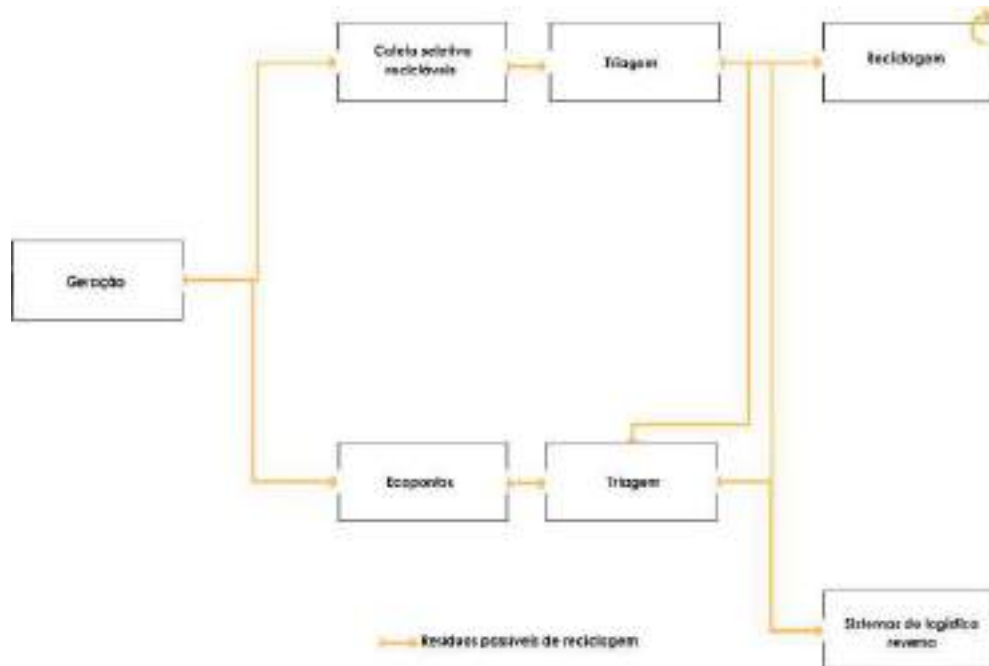 Coleta seletiva
recicláveis
Triagem
Reciclagem
Geração
Ecopontos
Triagem
Sistemas de logística
reversa
Resíduos passíveis de reciclagem